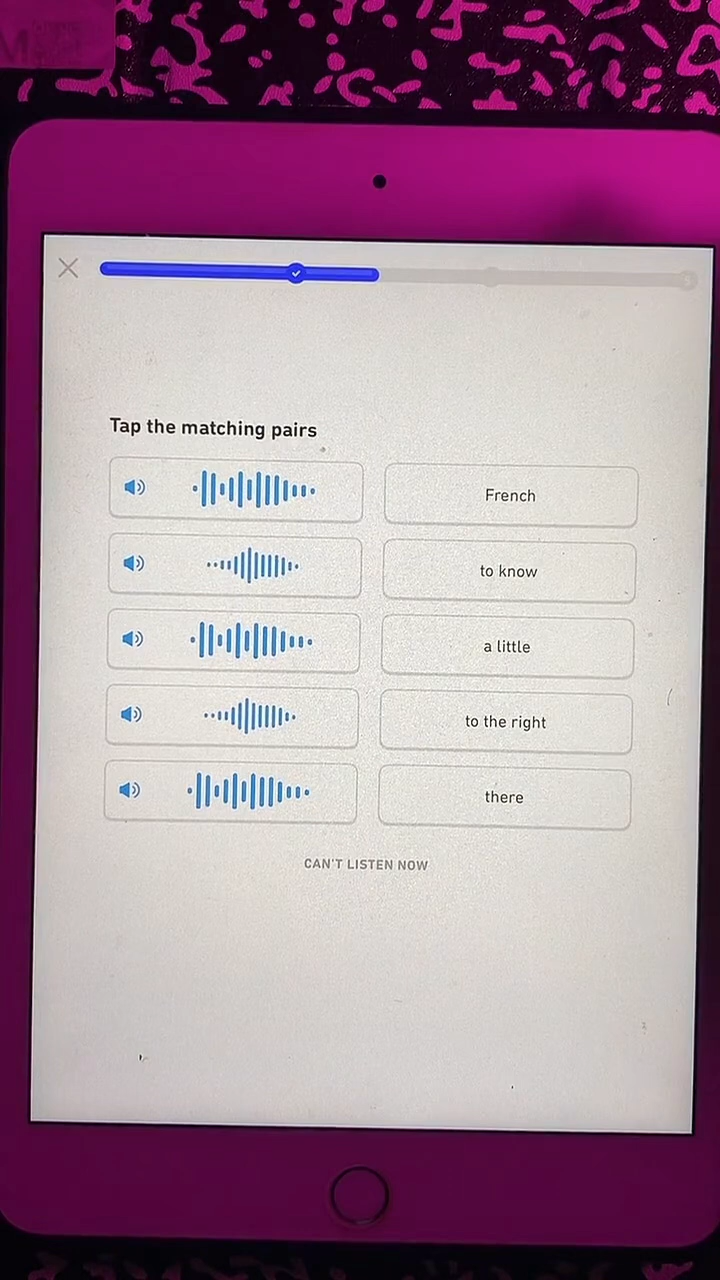 Tap the matching pairs
French
to know
a little
to the right
there
CAN'T LISTEN NOW